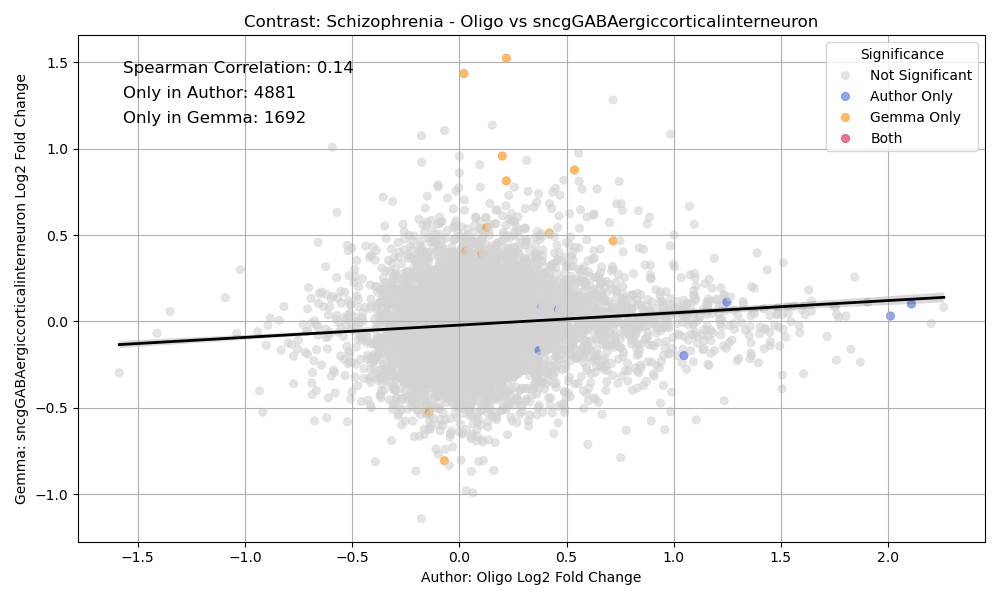 Contrast: Schizophrenia - Oligo vs sncgGABAergiccorticalinterneuron
Spearman Correlation: 0.14
Only in Author: 4881
Only in Gemma: 1692
Significance
Not Significant
Author Only
Gemma Only
Both
Gemma: sncgGABAergiccorticalinterneuron Log2 Fold Change
1.5
1.0
0.5
0.0
−0.5
−1.0
−1.5 −1.0 −0.5 0.0 0.5 1.0 1.5 2.0
Author: Oligo Log2 Fold Change